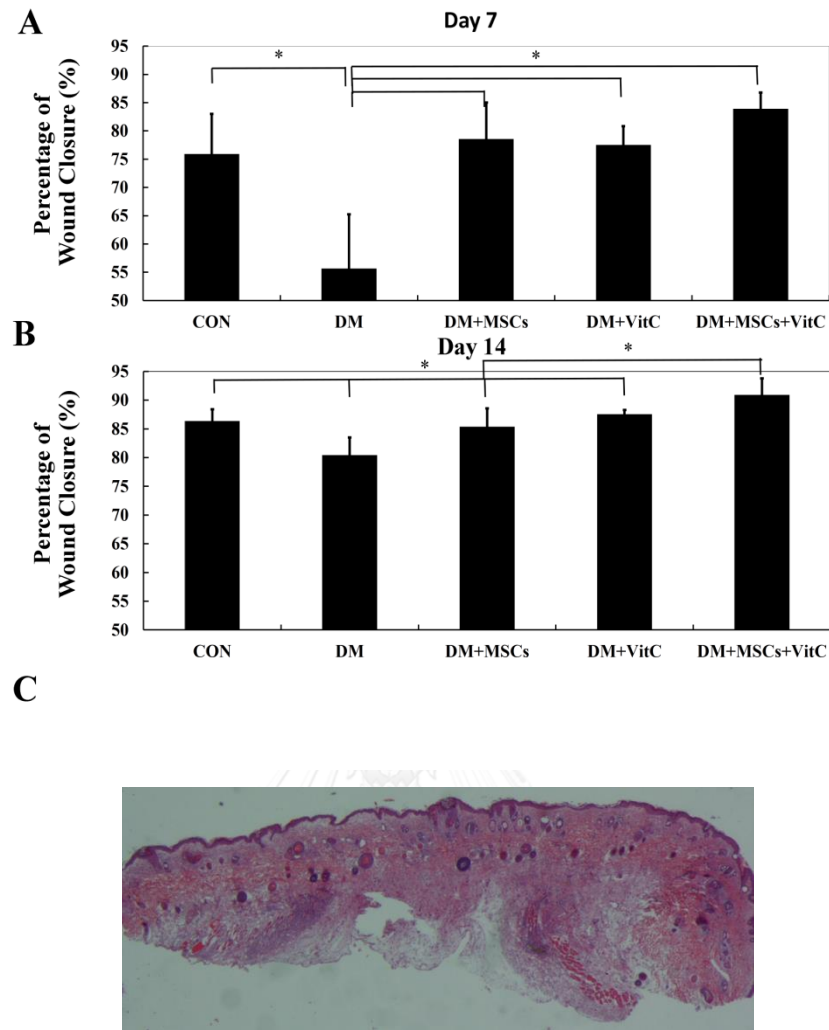 A
Day 7
Percentage of
Wound Closure (%)
95
90
85
80
75
70
65
60
55
50
*
*
CON DM DM+MSCs DM+VitC DM+MSCs+VitC
B
Day 14
Percentage of
Wound Closure (%)
95
90
85
80
75
70
65
60
55
50
*
*
CON DM DM+MSCs DM+VitC DM+MSCs+VitC
C